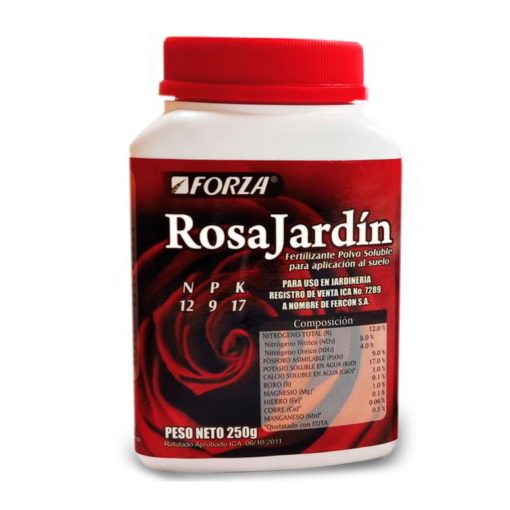 FORZA®
RosaJardín
Fertilizante Polvo Soluble
para aplicación al suelo
N P K
12 9 17
PARA USO EN JARDINERÍA
REGISTRO DE VENTA ICA No. 7289
A NOMBRE DE FERCON S.A.
Composición
NITRÓGENO TOTAL (N) 12.0 %
Nitrógeno Nítrico (NO₃) 8.0 %
Nitrógeno Ureico (NH₂) 4.0 %
FÓSFORO ASIMILABLE (P₂O₅) 9.0 %
POTASIO SOLUBLE EN AGUA (K₂O) 17.0 %
CALCIO SOLUBLE EN AGUA (CaO)* 1.0 %
BORO (B) 0.1 %
MAGNESIO (Mg)* 1.0 %
HIERRO (Fe)* 0.1 %
COBRE (Cu)* 0.06 %
MANGANESO (Mn)* 0.1 %
*Quelatado con EDTA
PESO NETO 250g
Rotulado Aprobado ICA 06/10/2011